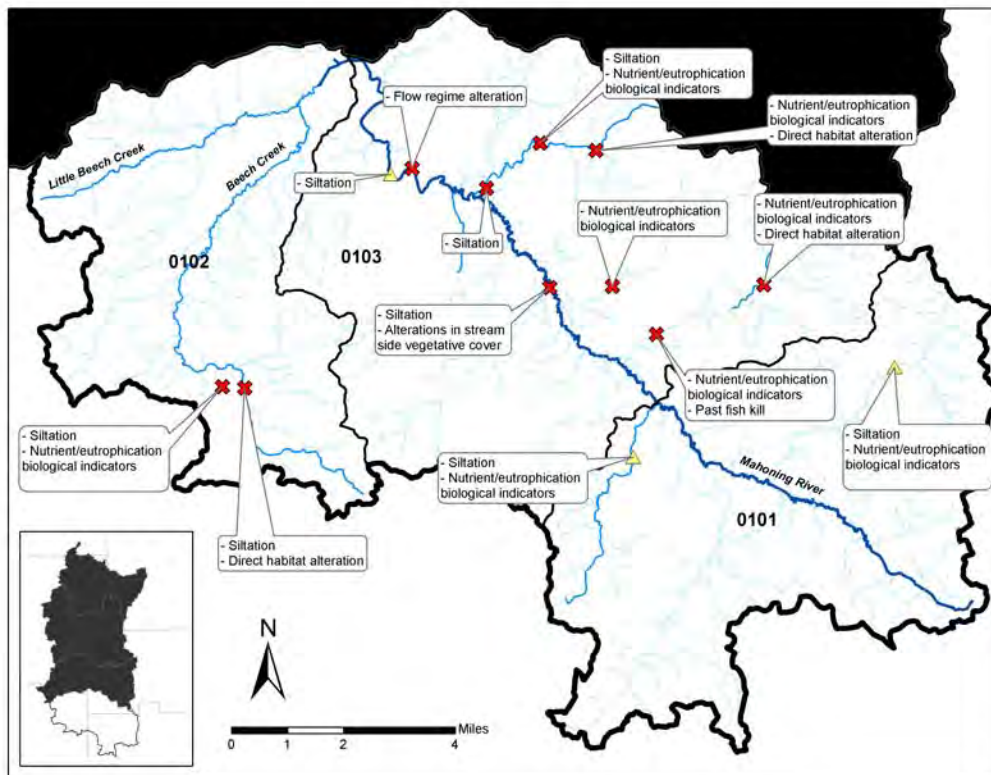 - Siltation
- Nutrient/eutrophication
biological indicators
- Flow regime alteration
- Nutrient/eutrophication
biological indicators
- Direct habitat alteration
Little Beech Creek
Beech Creek
- Siltation
- Nutrient/eutrophication
biological indicators
- Direct habitat alteration
- Nutrient/eutrophication
biological indicators
- Siltation
0102
0103
- Siltation
- Alterations in stream
side vegetative cover
- Nutrient/eutrophication
biological indicators
- Past fish kill
- Siltation
- Nutrient/eutrophication
biological indicators
- Siltation
- Nutrient/eutrophication
biological indicators
- Siltation
- Nutrient/eutrophication
biological indicators
Mahoning River
0101
- Siltation
- Direct habitat alteration
N
Miles
0 1 2 4